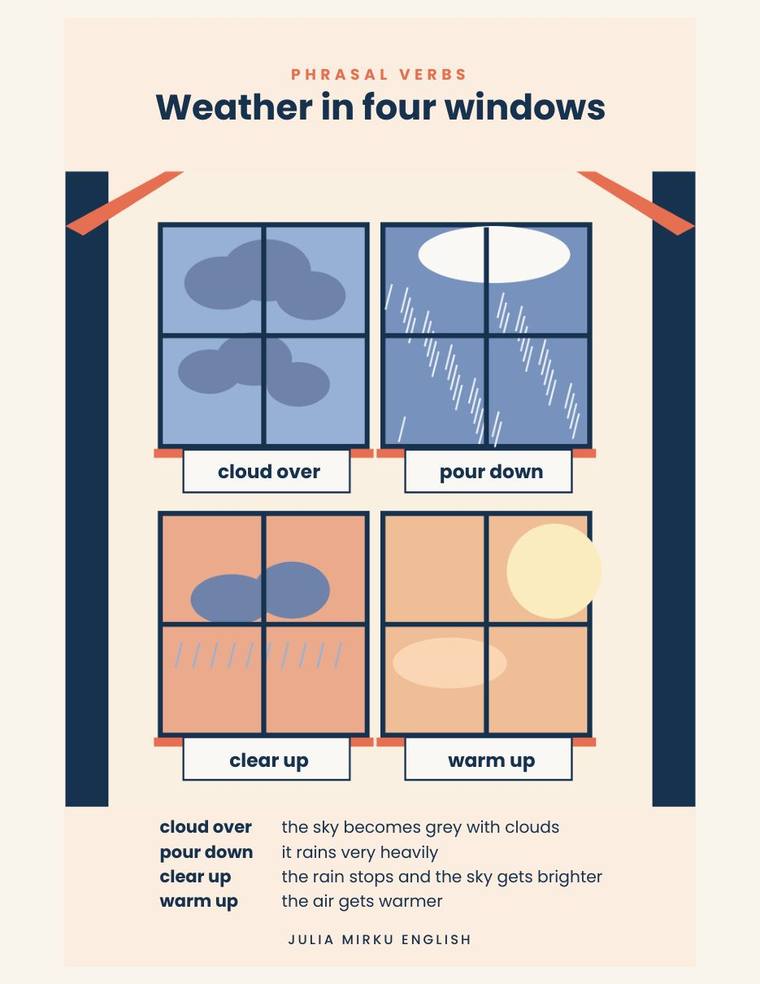 PHRASAL VERBS
Weather in four windows
cloud over
pour down
clear up
warm up
cloud over the sky becomes grey with clouds
pour down it rains very heavily
clear up the rain stops and the sky gets brighter
warm up the air gets warmer
JULIA MIRKU ENGLISH